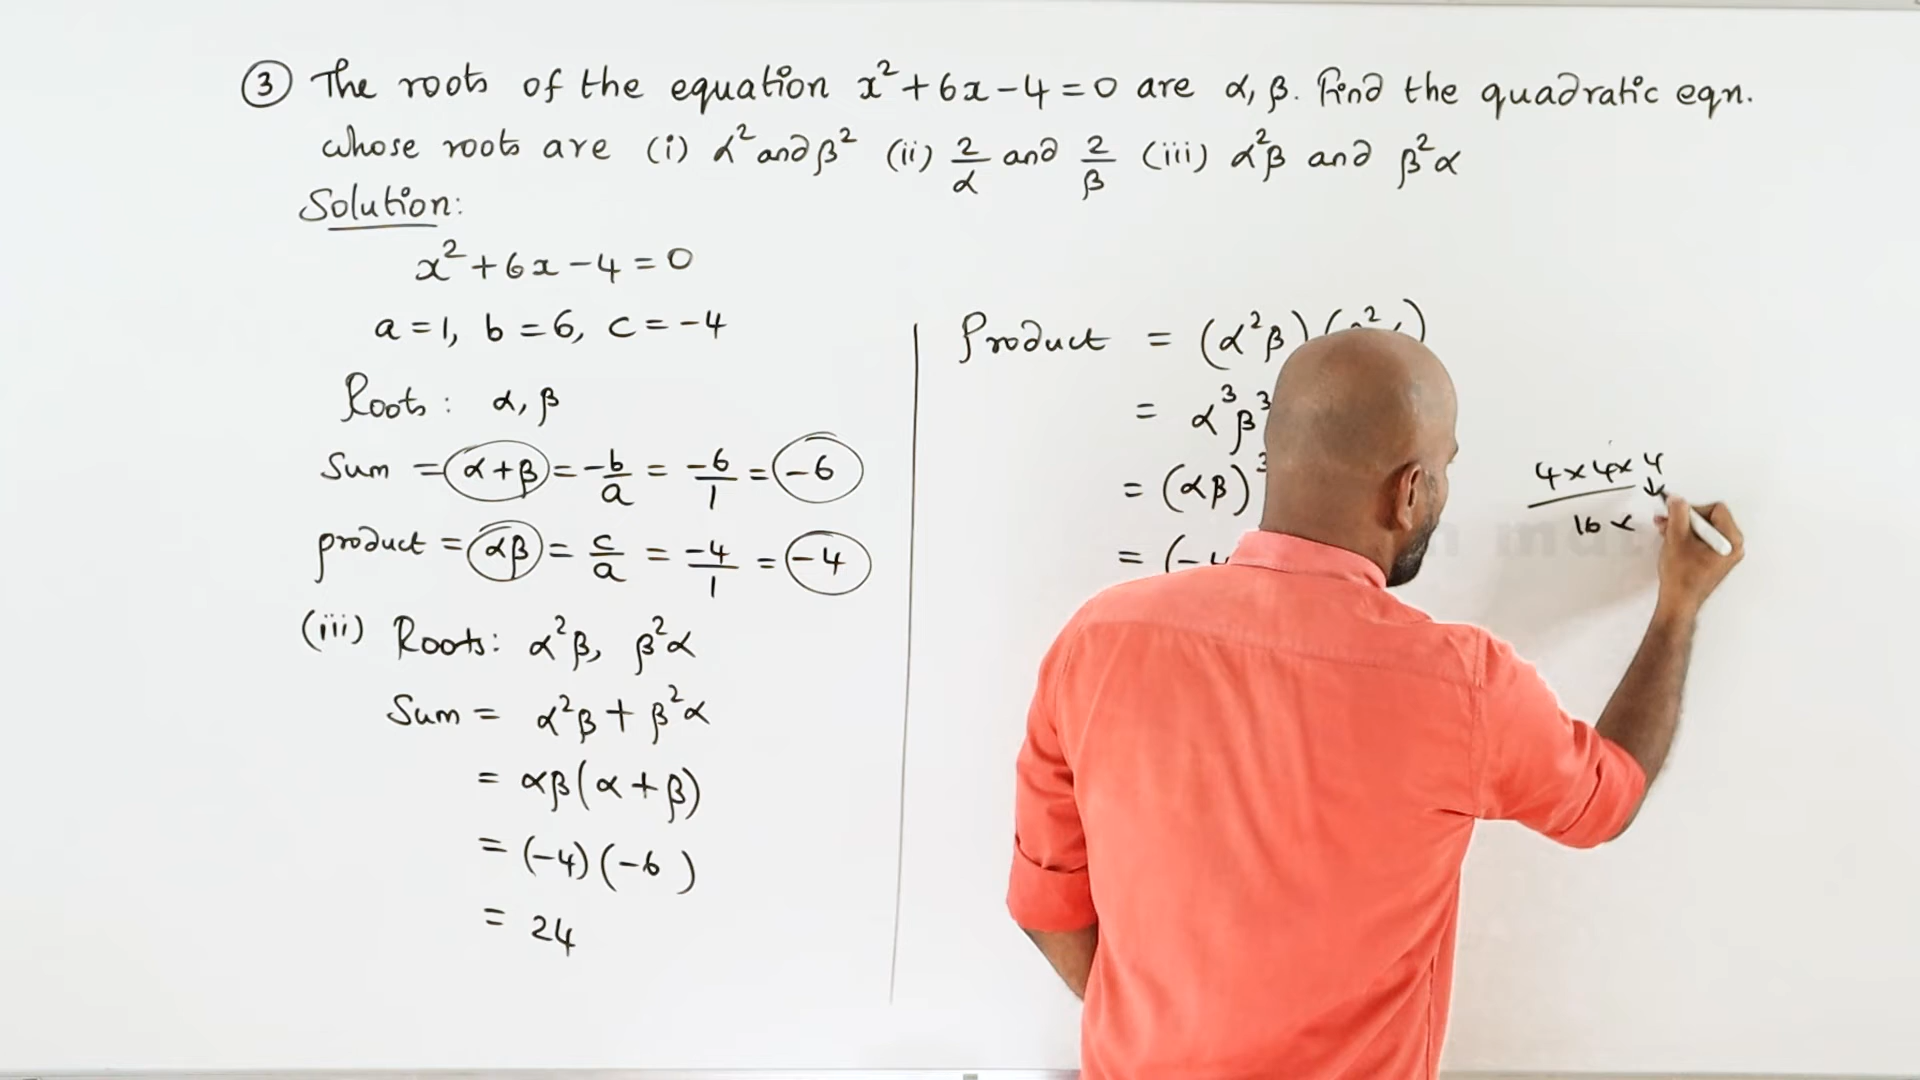 ③ The roots of the equation x²+6x-4=0 are α, β. Find the quadratic eqn.
whose roots are (i) α² and β² (ii) 2/α and 2/β (iii) α²β and β²α
Solution:
x²+6x-4=0
a=1, b=6, c=-4
Roots: α, β
Sum = α+β = -b/a = -6/1 = -6
product = αβ = c/a = -4/1 = -4
(iii) Roots: α²β, β²α
Sum = α²β + β²α
= αβ(α+β)
= (-4)(-6)
= 24
Product = (α²β)(
= α³β³
= (αβ)³
= (-4
4×4×4
16×